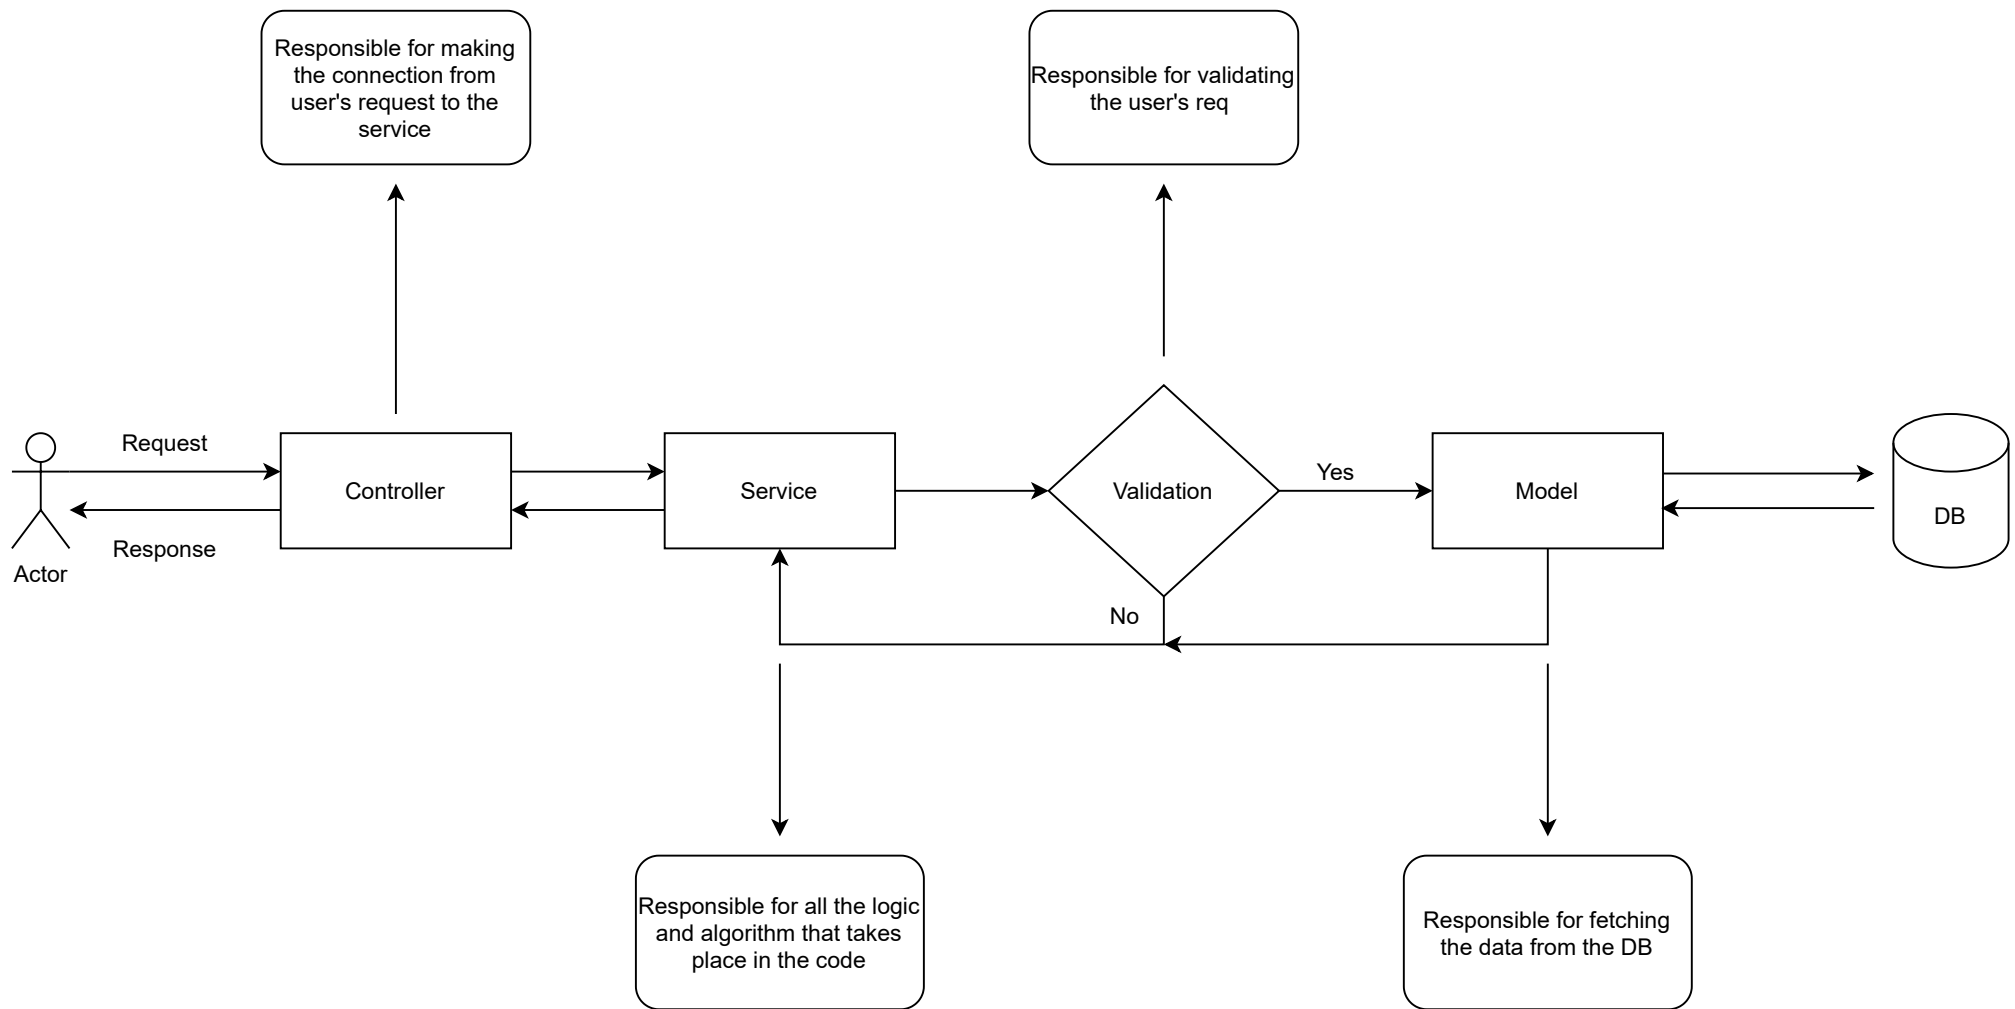 Responsible for making
the connection from
user's request to the
service
Responsible for validating
the user's req
Request
Response
Actor
Controller
Service
Validation
Yes
No
Model
DB
Responsible for all the logic
and algorithm that takes
place in the code
Responsible for fetching
the data from the DB